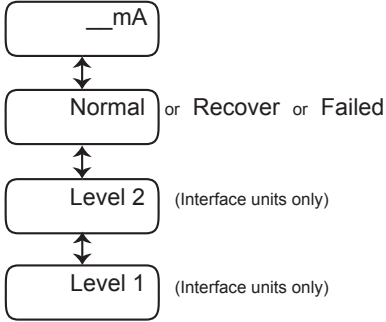 __mA
Normal or Recover or Failed
Level 2 (Interface units only)
Level 1 (Interface units only)